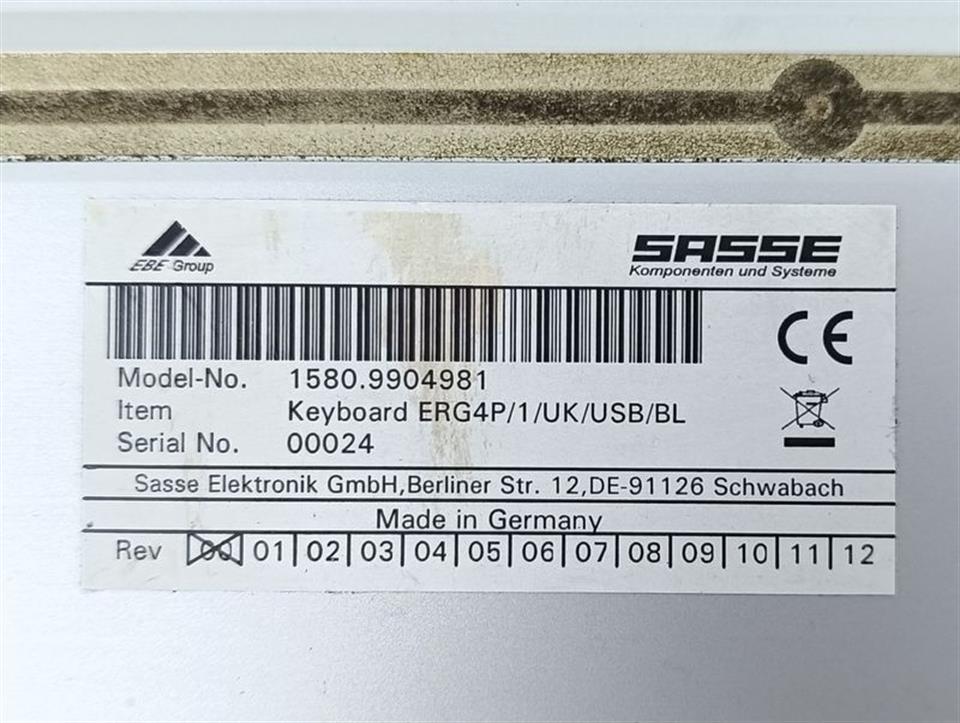 EBE Group
SASSE
Komponenten und Systeme
CE
Model-No. 1580.9904981
Item Keyboard ERG4P/1/UK/USB/BL
Serial No. 00024
Sasse Elektronik GmbH,Berliner Str. 12,DE-91126 Schwabach
Made in Germany
Rev 00 01 02 03 04 05 06 07 08 09 10 11 12